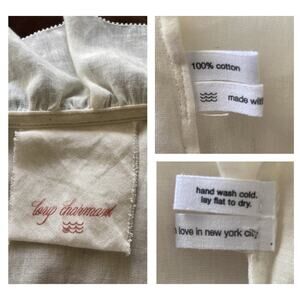 loup charmant
100% cotton
made with
hand wash cold.
lay flat to dry.
love in new york city